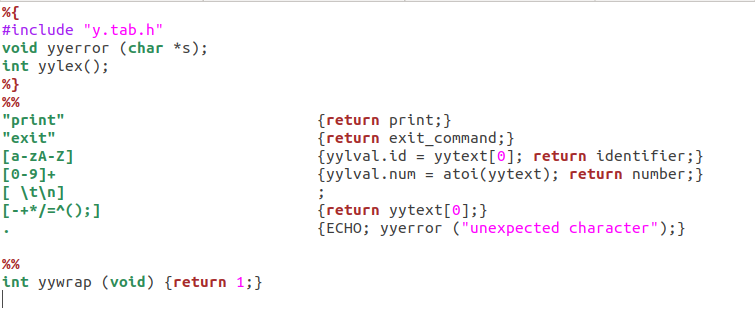 %{
#include "y.tab.h"
void yyerror (char *s);
int yylex();
%}
%%
"print" {return print;}
"exit" {return exit_command;}
[a-zA-Z] {yylval.id = yytext[0]; return identifier;}
[0-9]+ {yylval.num = atoi(yytext); return number;}
[ \t\n] ;
[-+*/=^();] {return yytext[0];}
. {ECHO; yyerror ("unexpected character");}
%%
int yywrap (void) {return 1;}